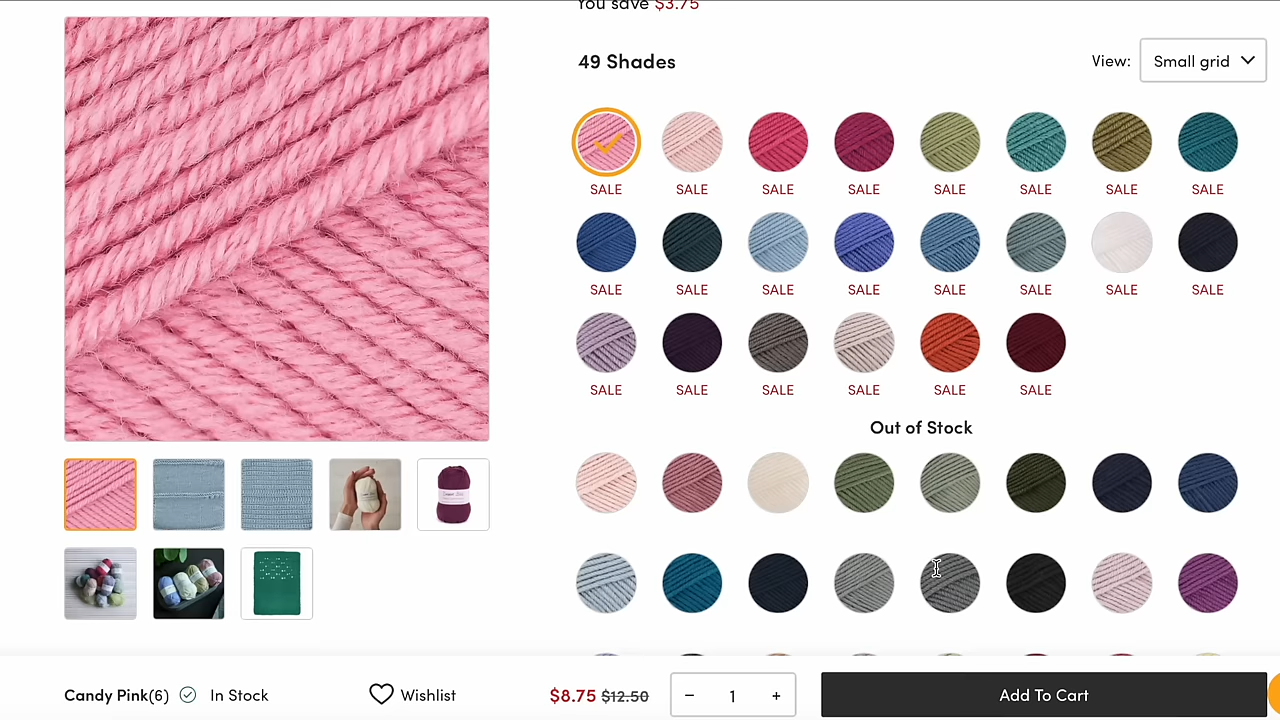 You save $3.75
49 Shades
View: Small grid
SALE SALE SALE SALE SALE SALE SALE SALE
SALE SALE SALE SALE SALE SALE SALE SALE
SALE SALE SALE SALE SALE SALE
Out of Stock
Candy Pink(6) In Stock Wishlist $8.75 $12.50 − 1 + Add To Cart